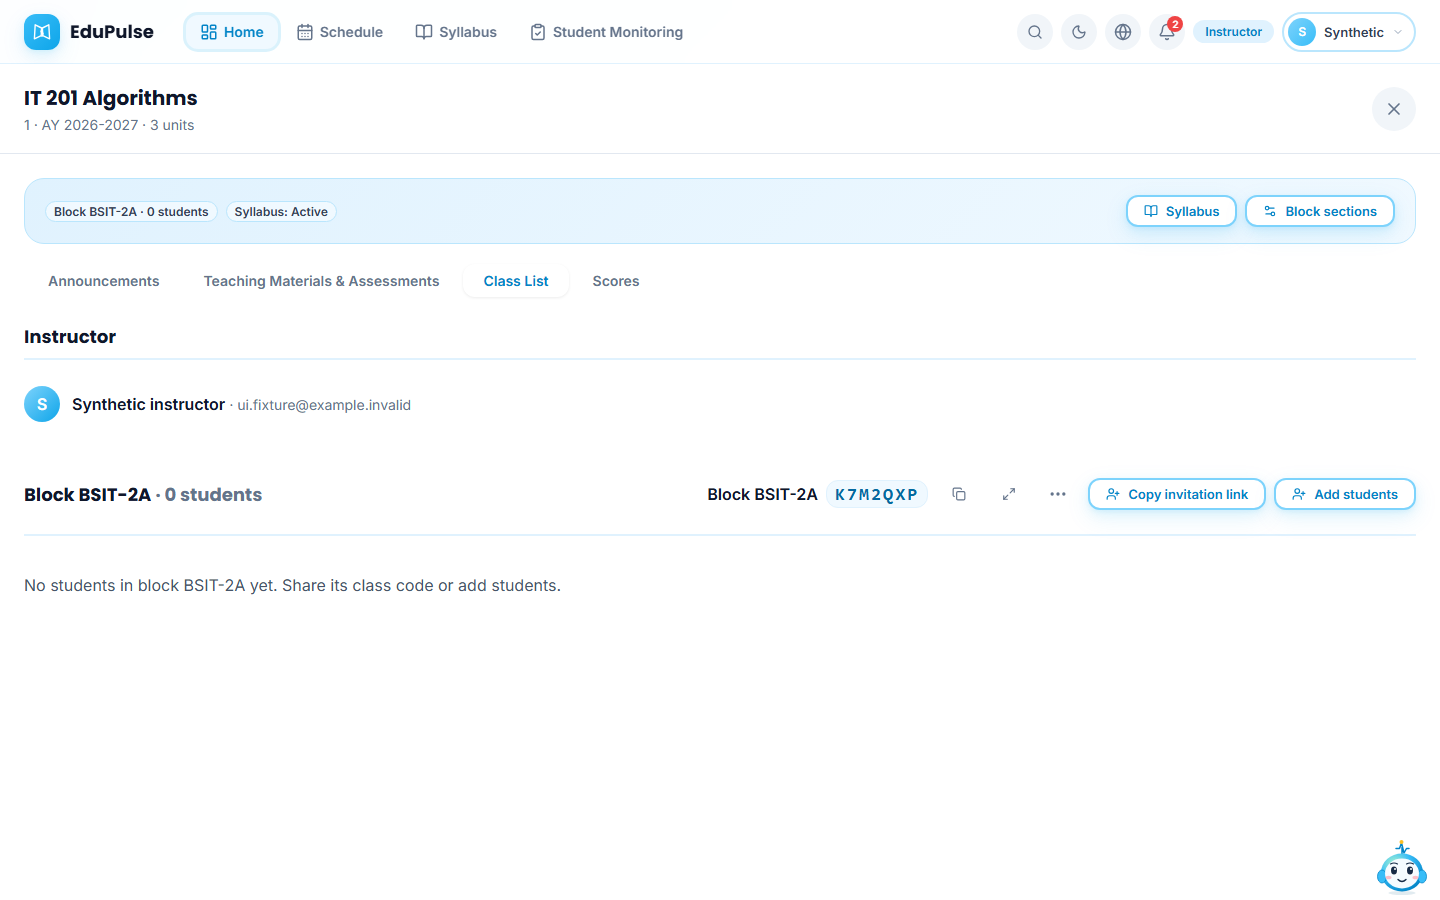 EduPulse
Home
Schedule
Syllabus
Student Monitoring
2
Instructor
S
Synthetic
IT 201 Algorithms
1 · AY 2026-2027 · 3 units
Block BSIT-2A · 0 students
Syllabus: Active
Syllabus
Block sections
Announcements
Teaching Materials & Assessments
Class List
Scores
Instructor
S
Synthetic instructor · ui.fixture@example.invalid
Block BSIT-2A · 0 students
Block BSIT-2A
K7M2QXP
Copy invitation link
Add students
No students in block BSIT-2A yet. Share its class code or add students.